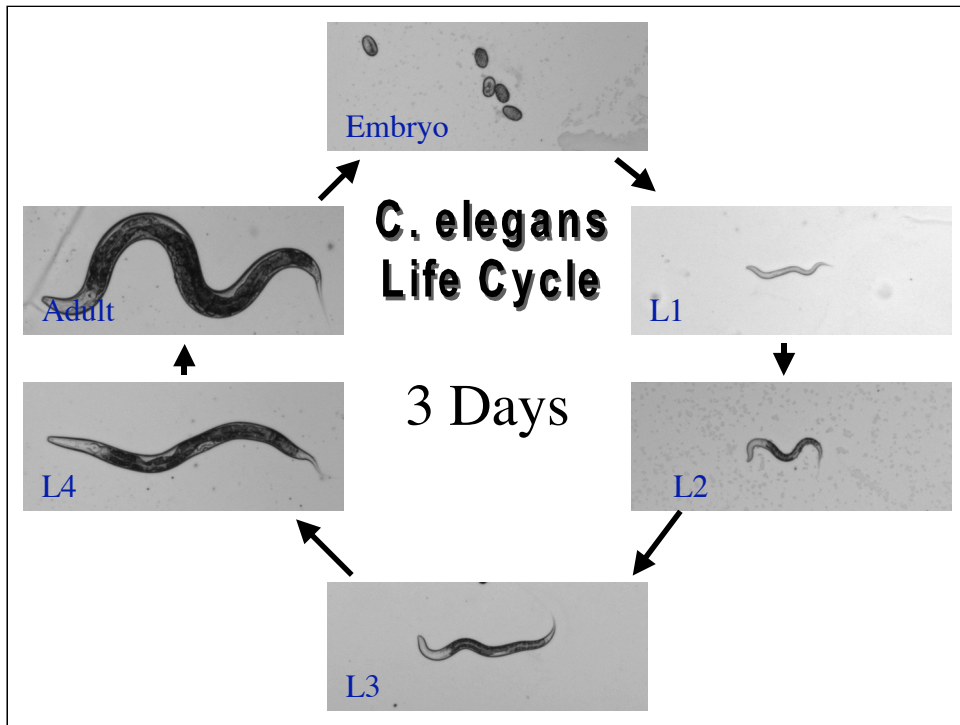 Embryo
C. elegans
Life Cycle
Adult
L1
3 Days
L4
L2
L3